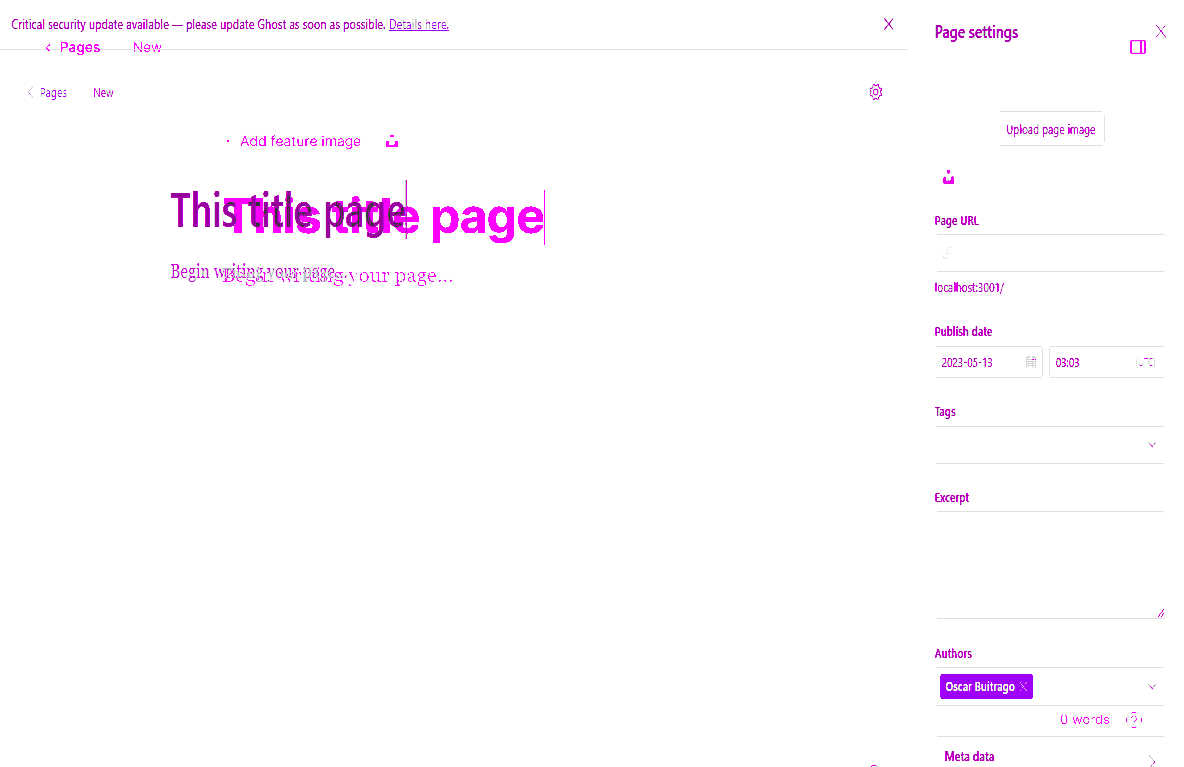 Critical security update available — please update Ghost as soon as possible. Details here.
Pages New
Pages New
Add feature image
This title page
This title page
Begin writing your page...
Begin writing your page...
Page settings
Upload page image
Page URL
localhost:3001/
Publish date
2023-05-13 03:03 UTC
Tags
Excerpt
Authors
Oscar Buitrago
0 words
Meta data